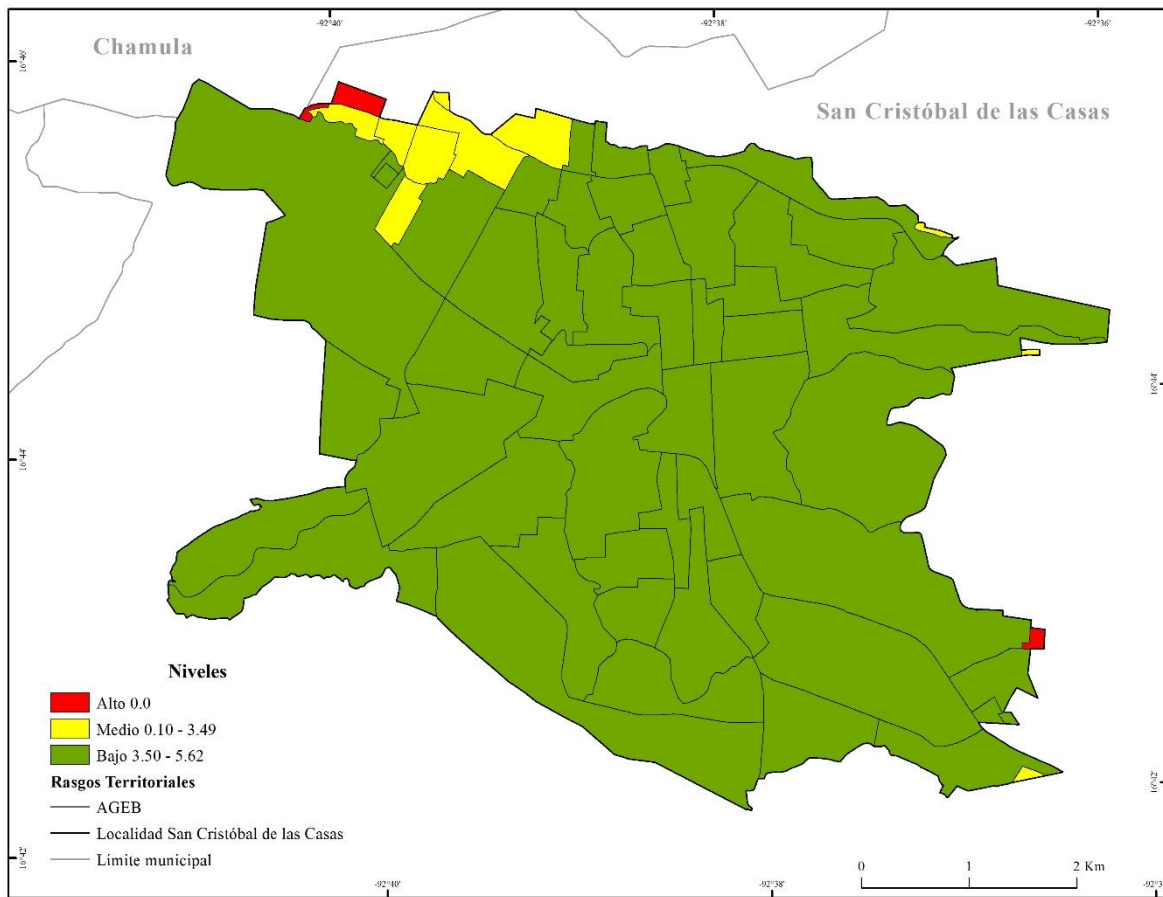 -92°40'
-92°38'
-92°36'
Chamula
16°46'
San Cristóbal de las Casas
16°44'
16°44'
Niveles
Alto 0.0
Medio 0.10 - 3.49
Bajo 3.50 - 5.62
Rasgos Territoriales
AGEB
Localidad San Cristóbal de las Casas
Límite municipal
16°42'
16°42'
0 1 2 Km
-92°40'
-92°38'